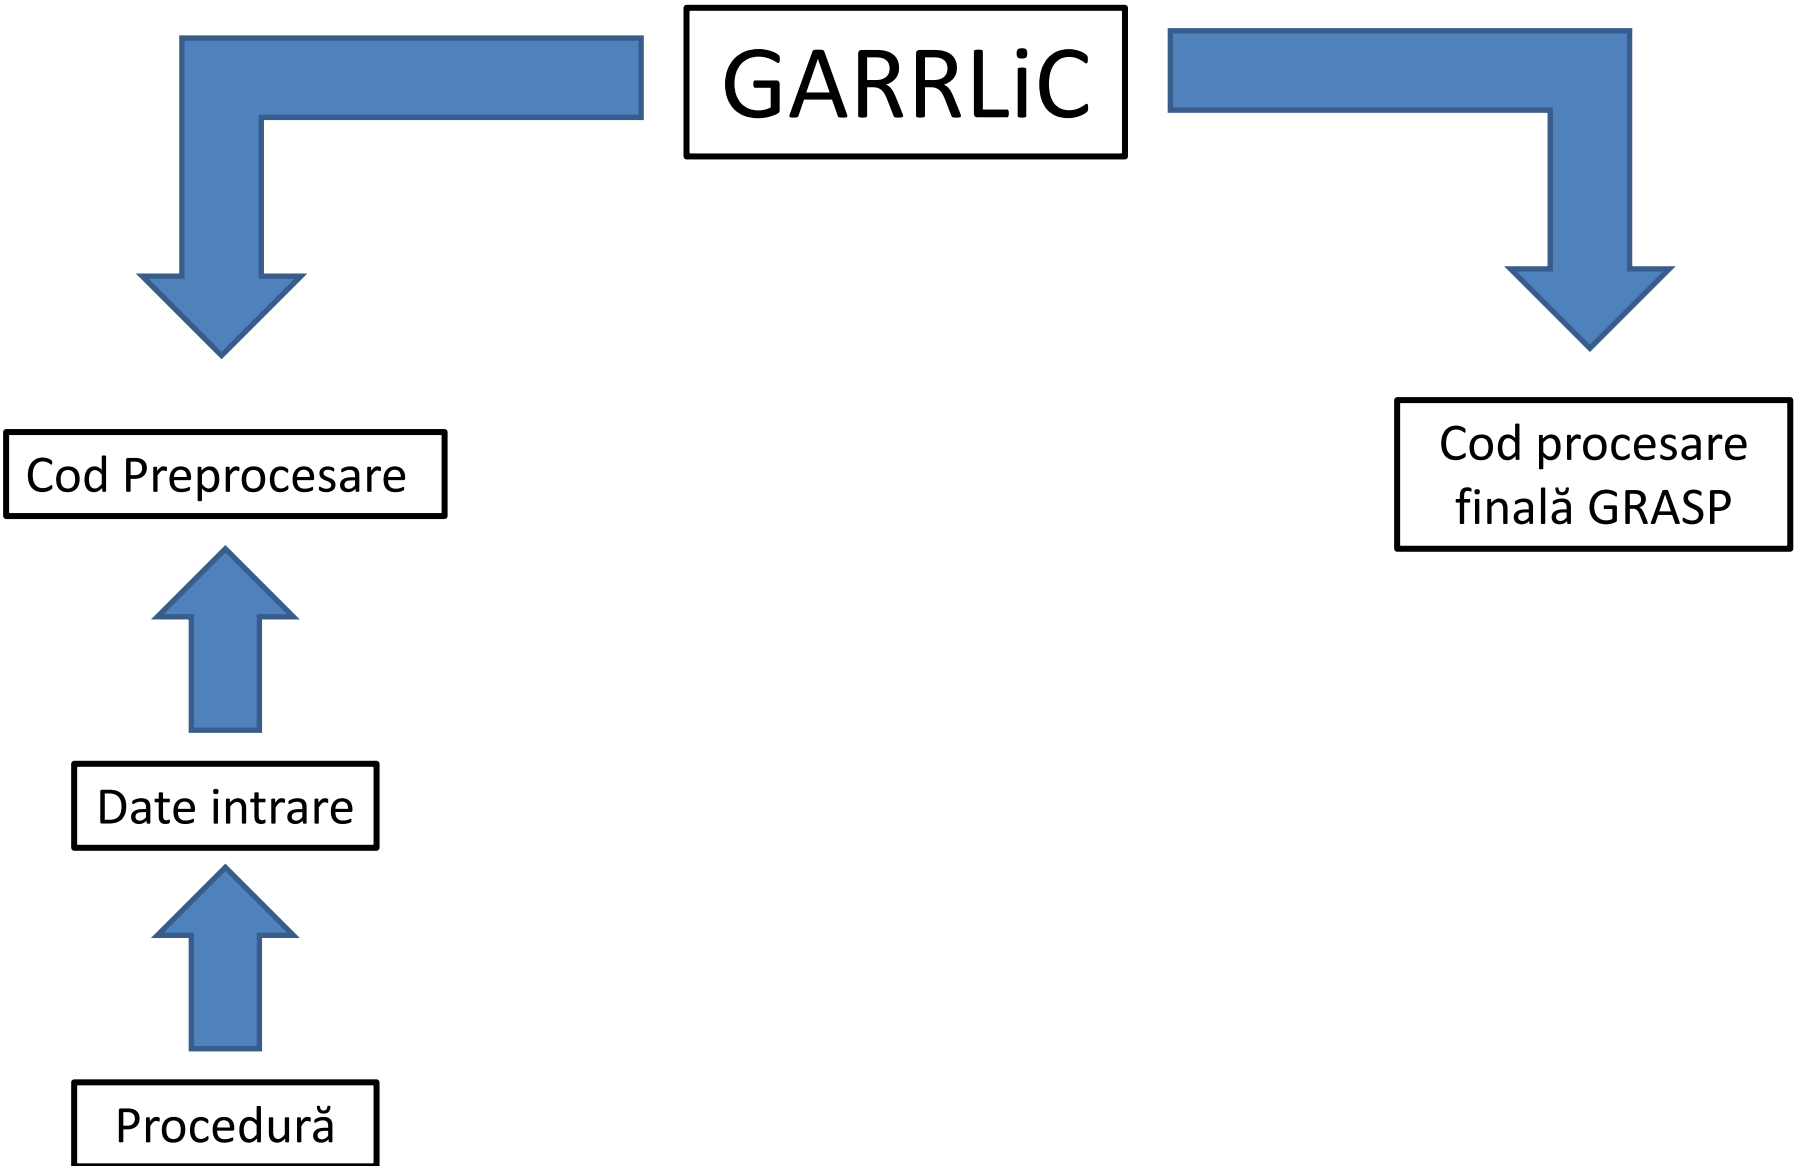 GARRLiC
Cod Preprocesare
Cod procesare
finală GRASP
Date intrare
Procedură